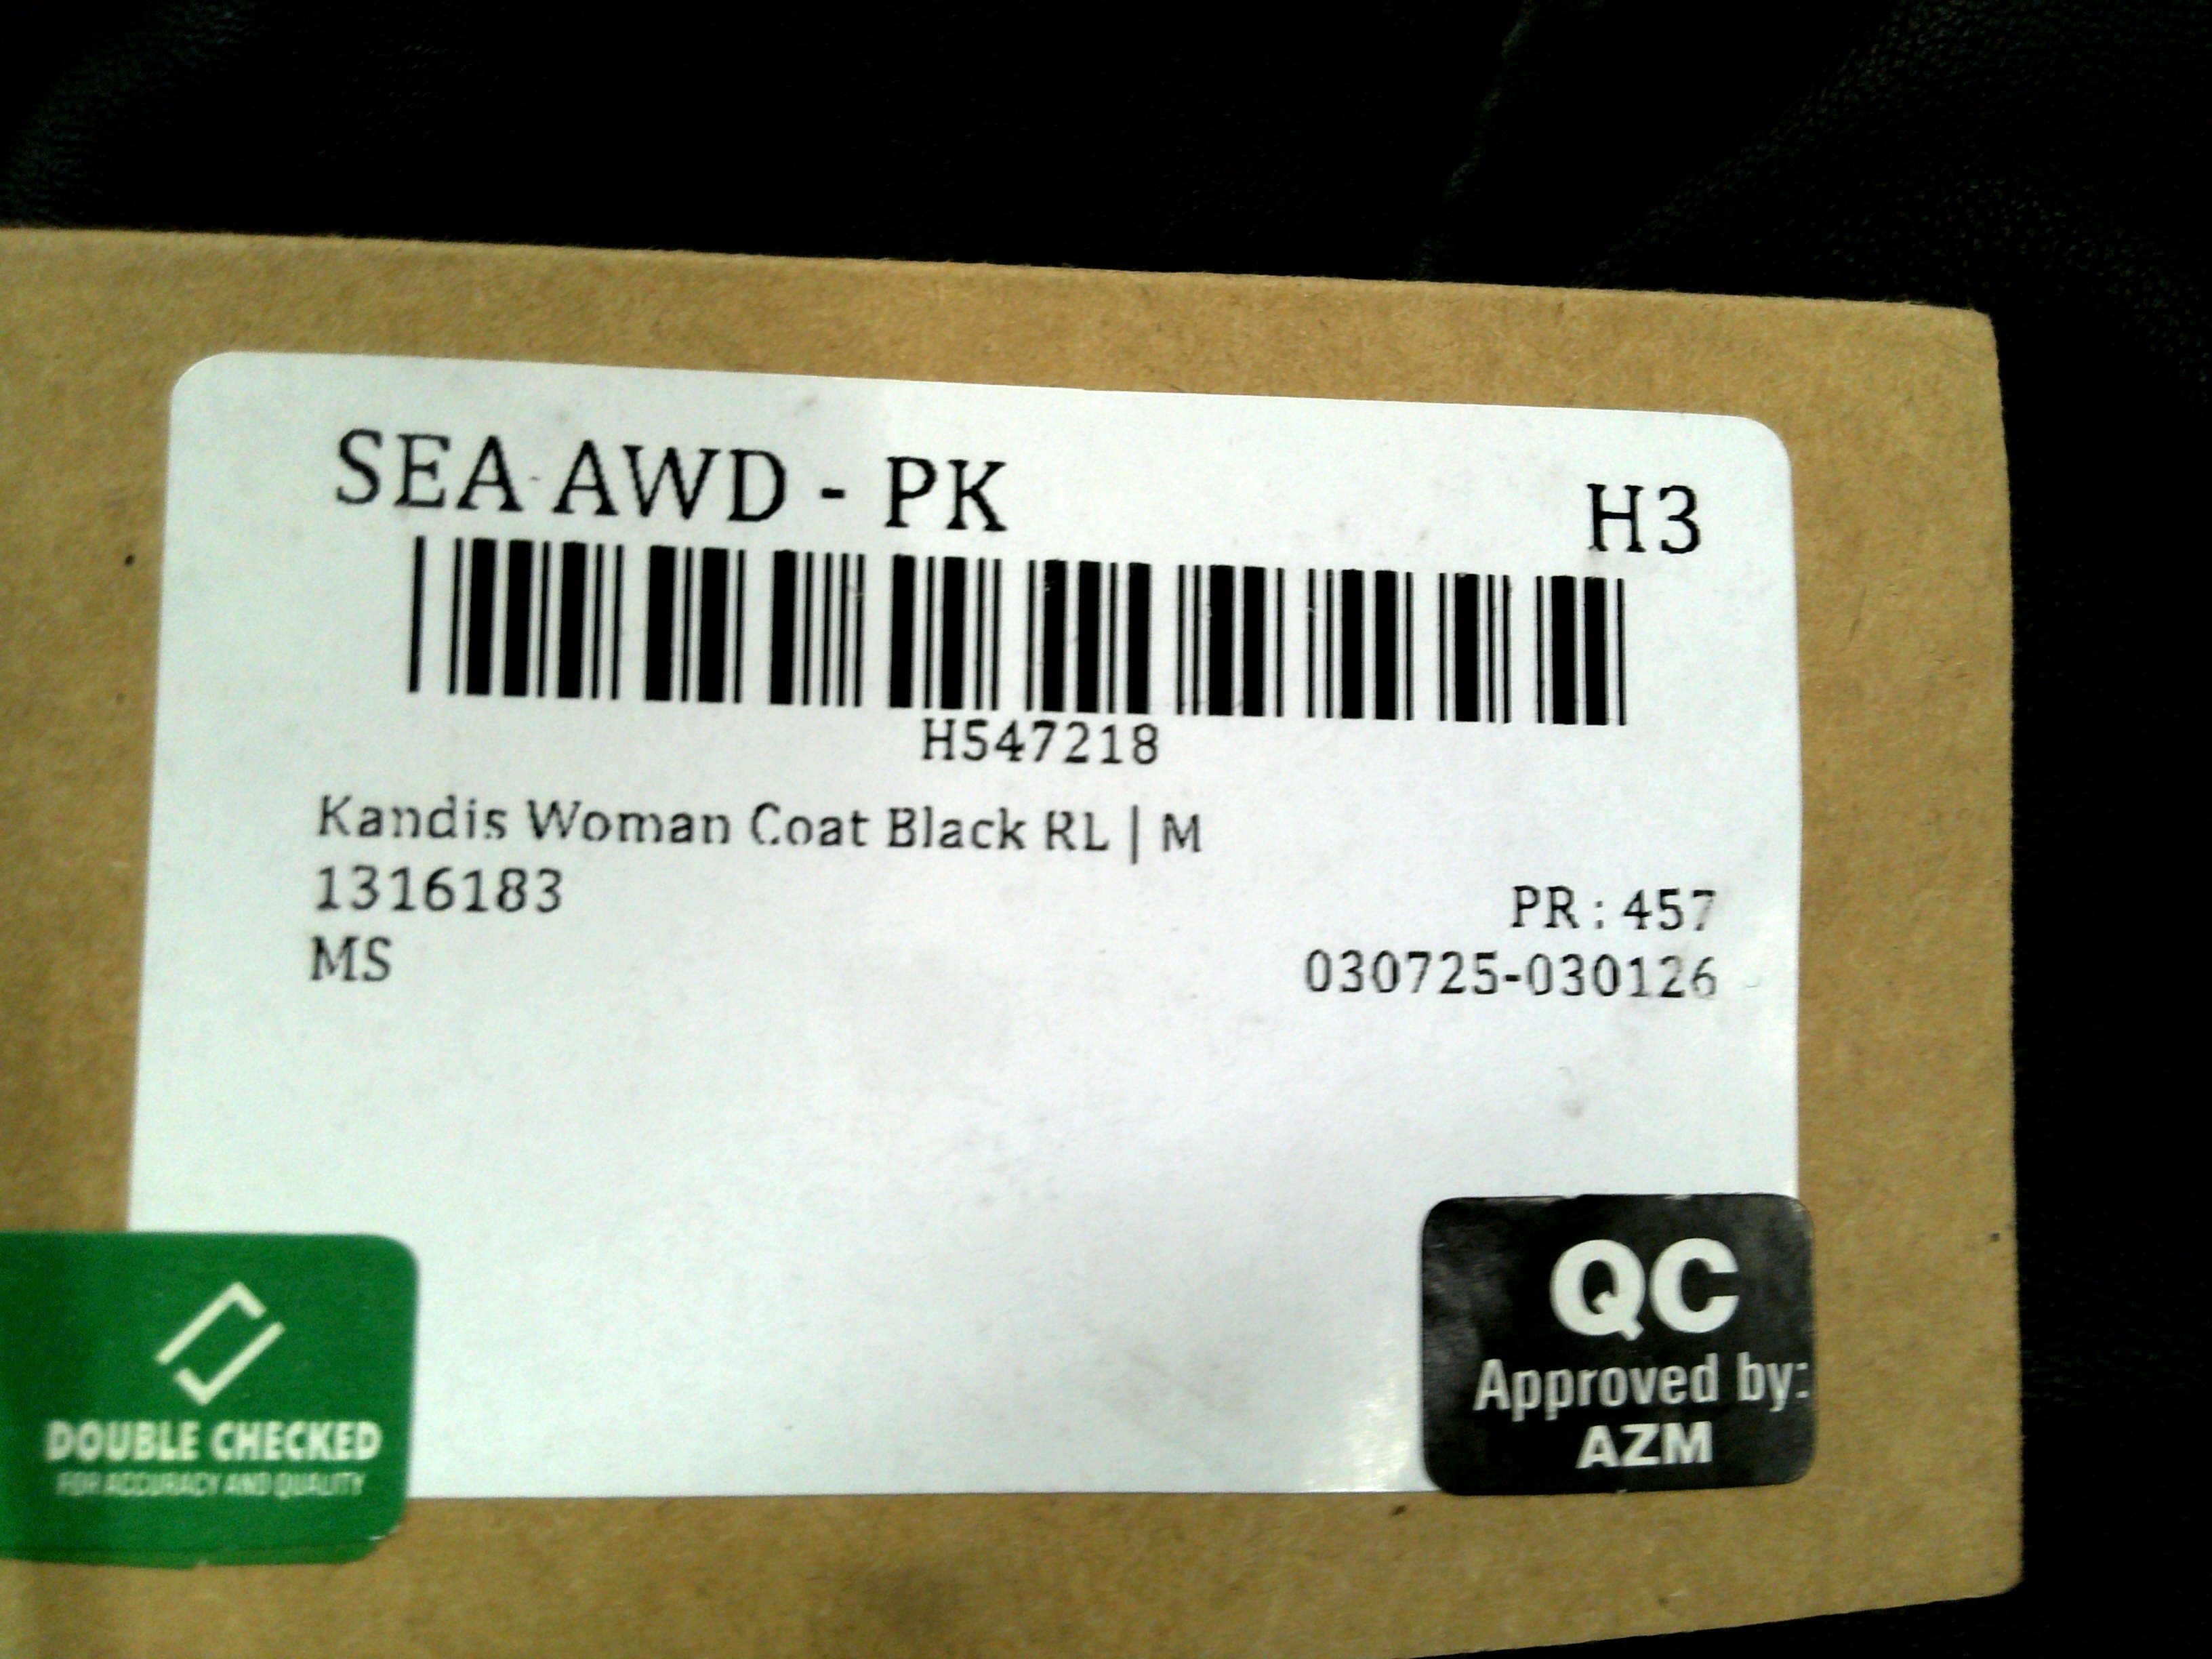 SEA AWD - PK
H3
H547218
Kandis Woman Coat Black RL | M
1316183
PR : 457
MS
030725-030126
DOUBLE CHECKED
FOR ACCURACY AND QUALITY
QC
Approved by:
AZM